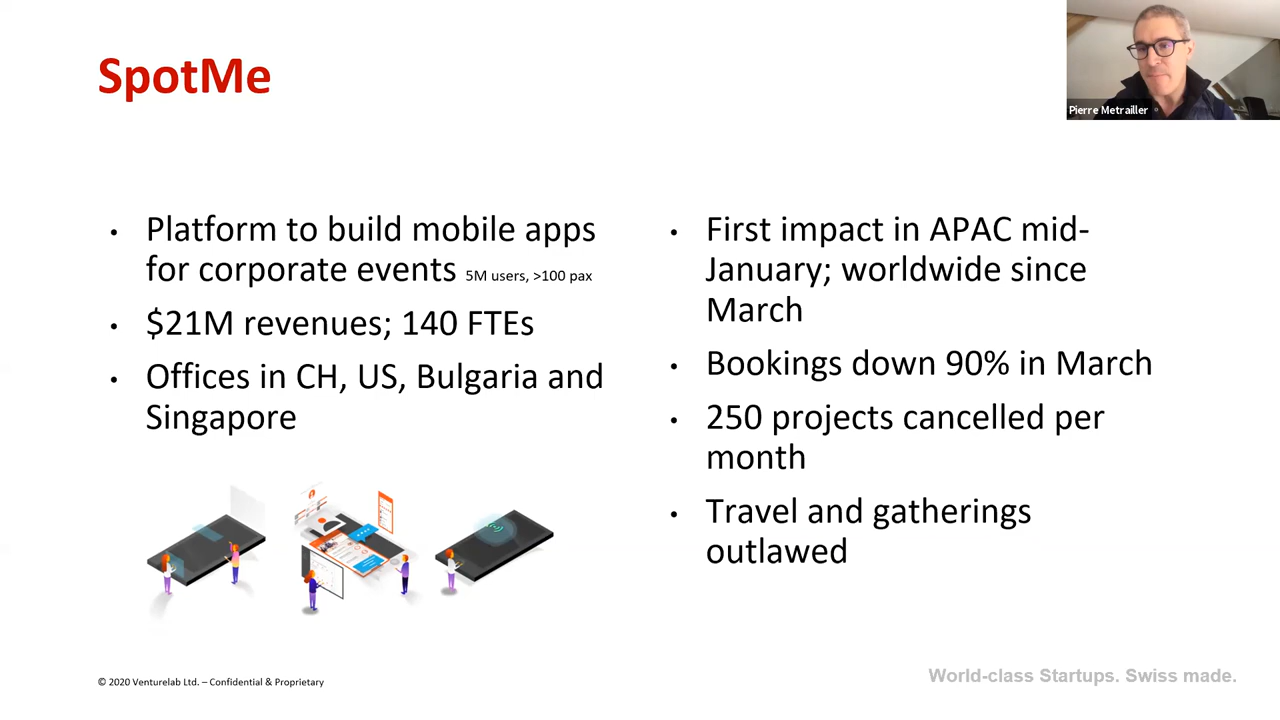 SpotMe
Pierre Metrailler
• Platform to build mobile apps
for corporate events 5M users, >100 pax
• $21M revenues; 140 FTEs
• Offices in CH, US, Bulgaria and
Singapore
• First impact in APAC mid-
January; worldwide since
March
• Bookings down 90% in March
• 250 projects cancelled per
month
• Travel and gatherings
outlawed
© 2020 Venturelab Ltd. – Confidential & Proprietary
World-class Startups. Swiss made.